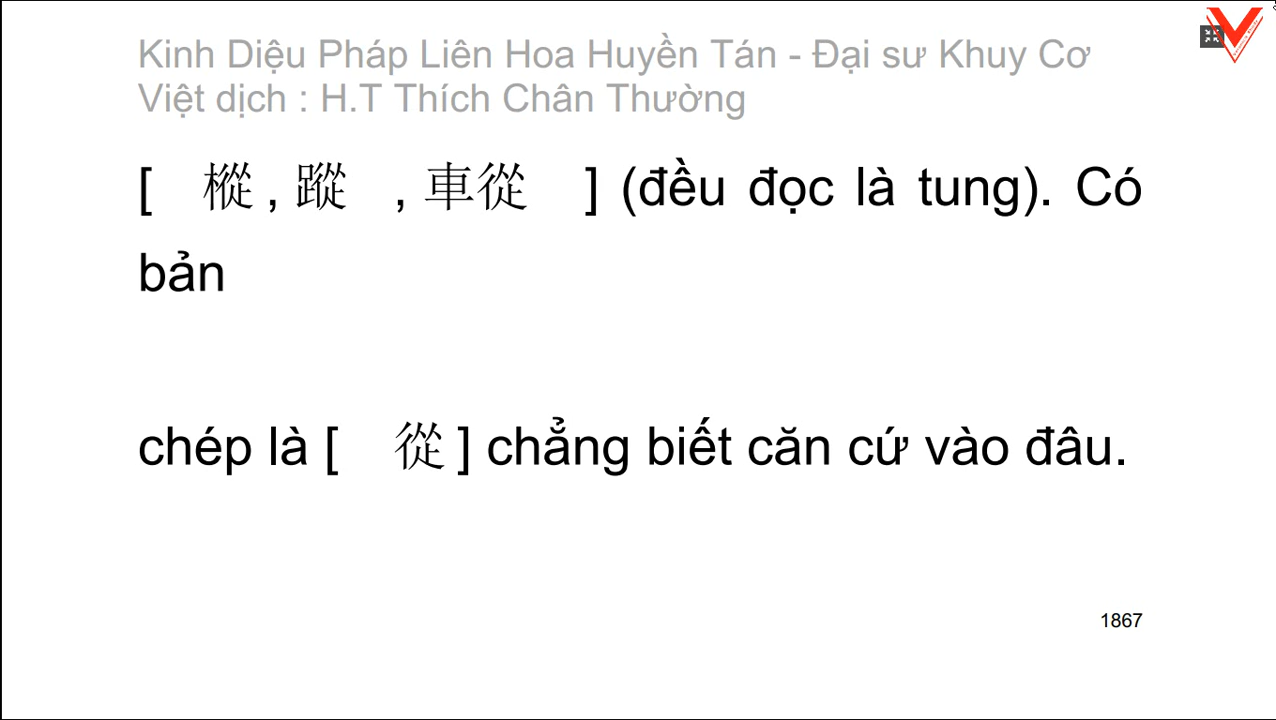 Kinh Diệu Pháp Liên Hoa Huyền Tán - Đại sư Khuy Cơ
Việt dịch : H.T Thích Chân Thường
[ 樅 , 蹤 , 車從 ] (đều đọc là tung). Có
bản
chép là [ 從 ] chẳng biết căn cứ vào đâu.
1867